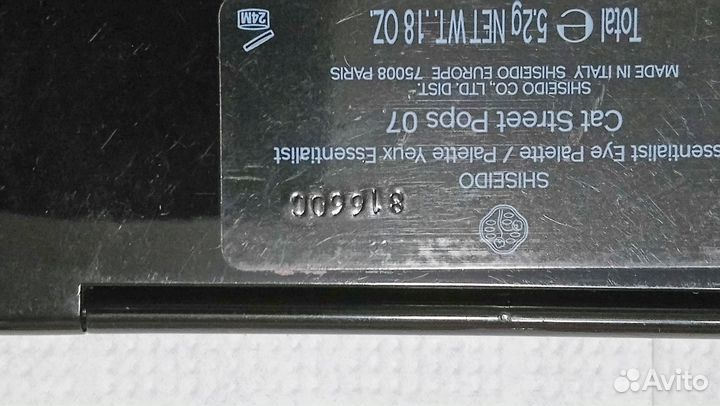 816600
SHISEIDO
Essentialist Eye Palette / Palette Yeux Essentialist
Cat Street Pops 07
SHISEIDO CO., LTD. DIST.
MADE IN ITALY SHISEIDO EUROPE 75008 PARIS
Total ℮ 5.2g NET WT. .18 OZ.
24M
Avito